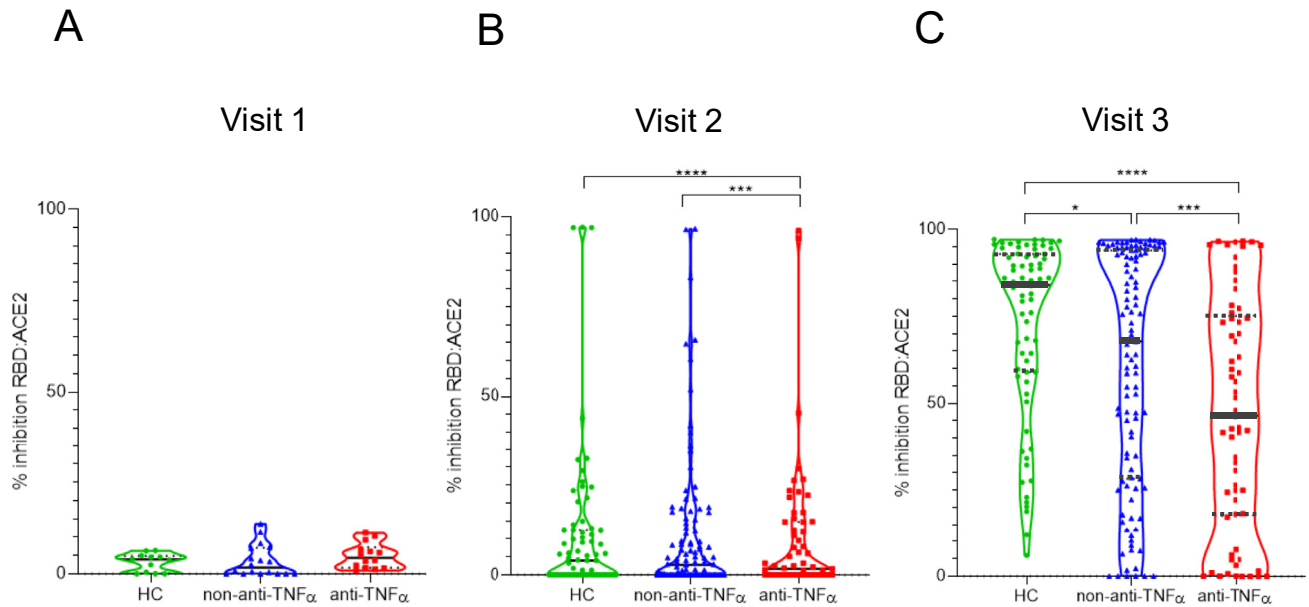 A
B
C
Visit 1
Visit 2
Visit 3
****
***
****
*
***
100
50
0
% inhibition RBD:ACE2
HC
non-anti-TNFα
anti-TNFα
100
50
0
% inhibition RBD:ACE2
HC
non-anti-TNFα
anti-TNFα
100
50
0
% inhibition RBD:ACE2
HC
non-anti-TNFα
anti-TNFα